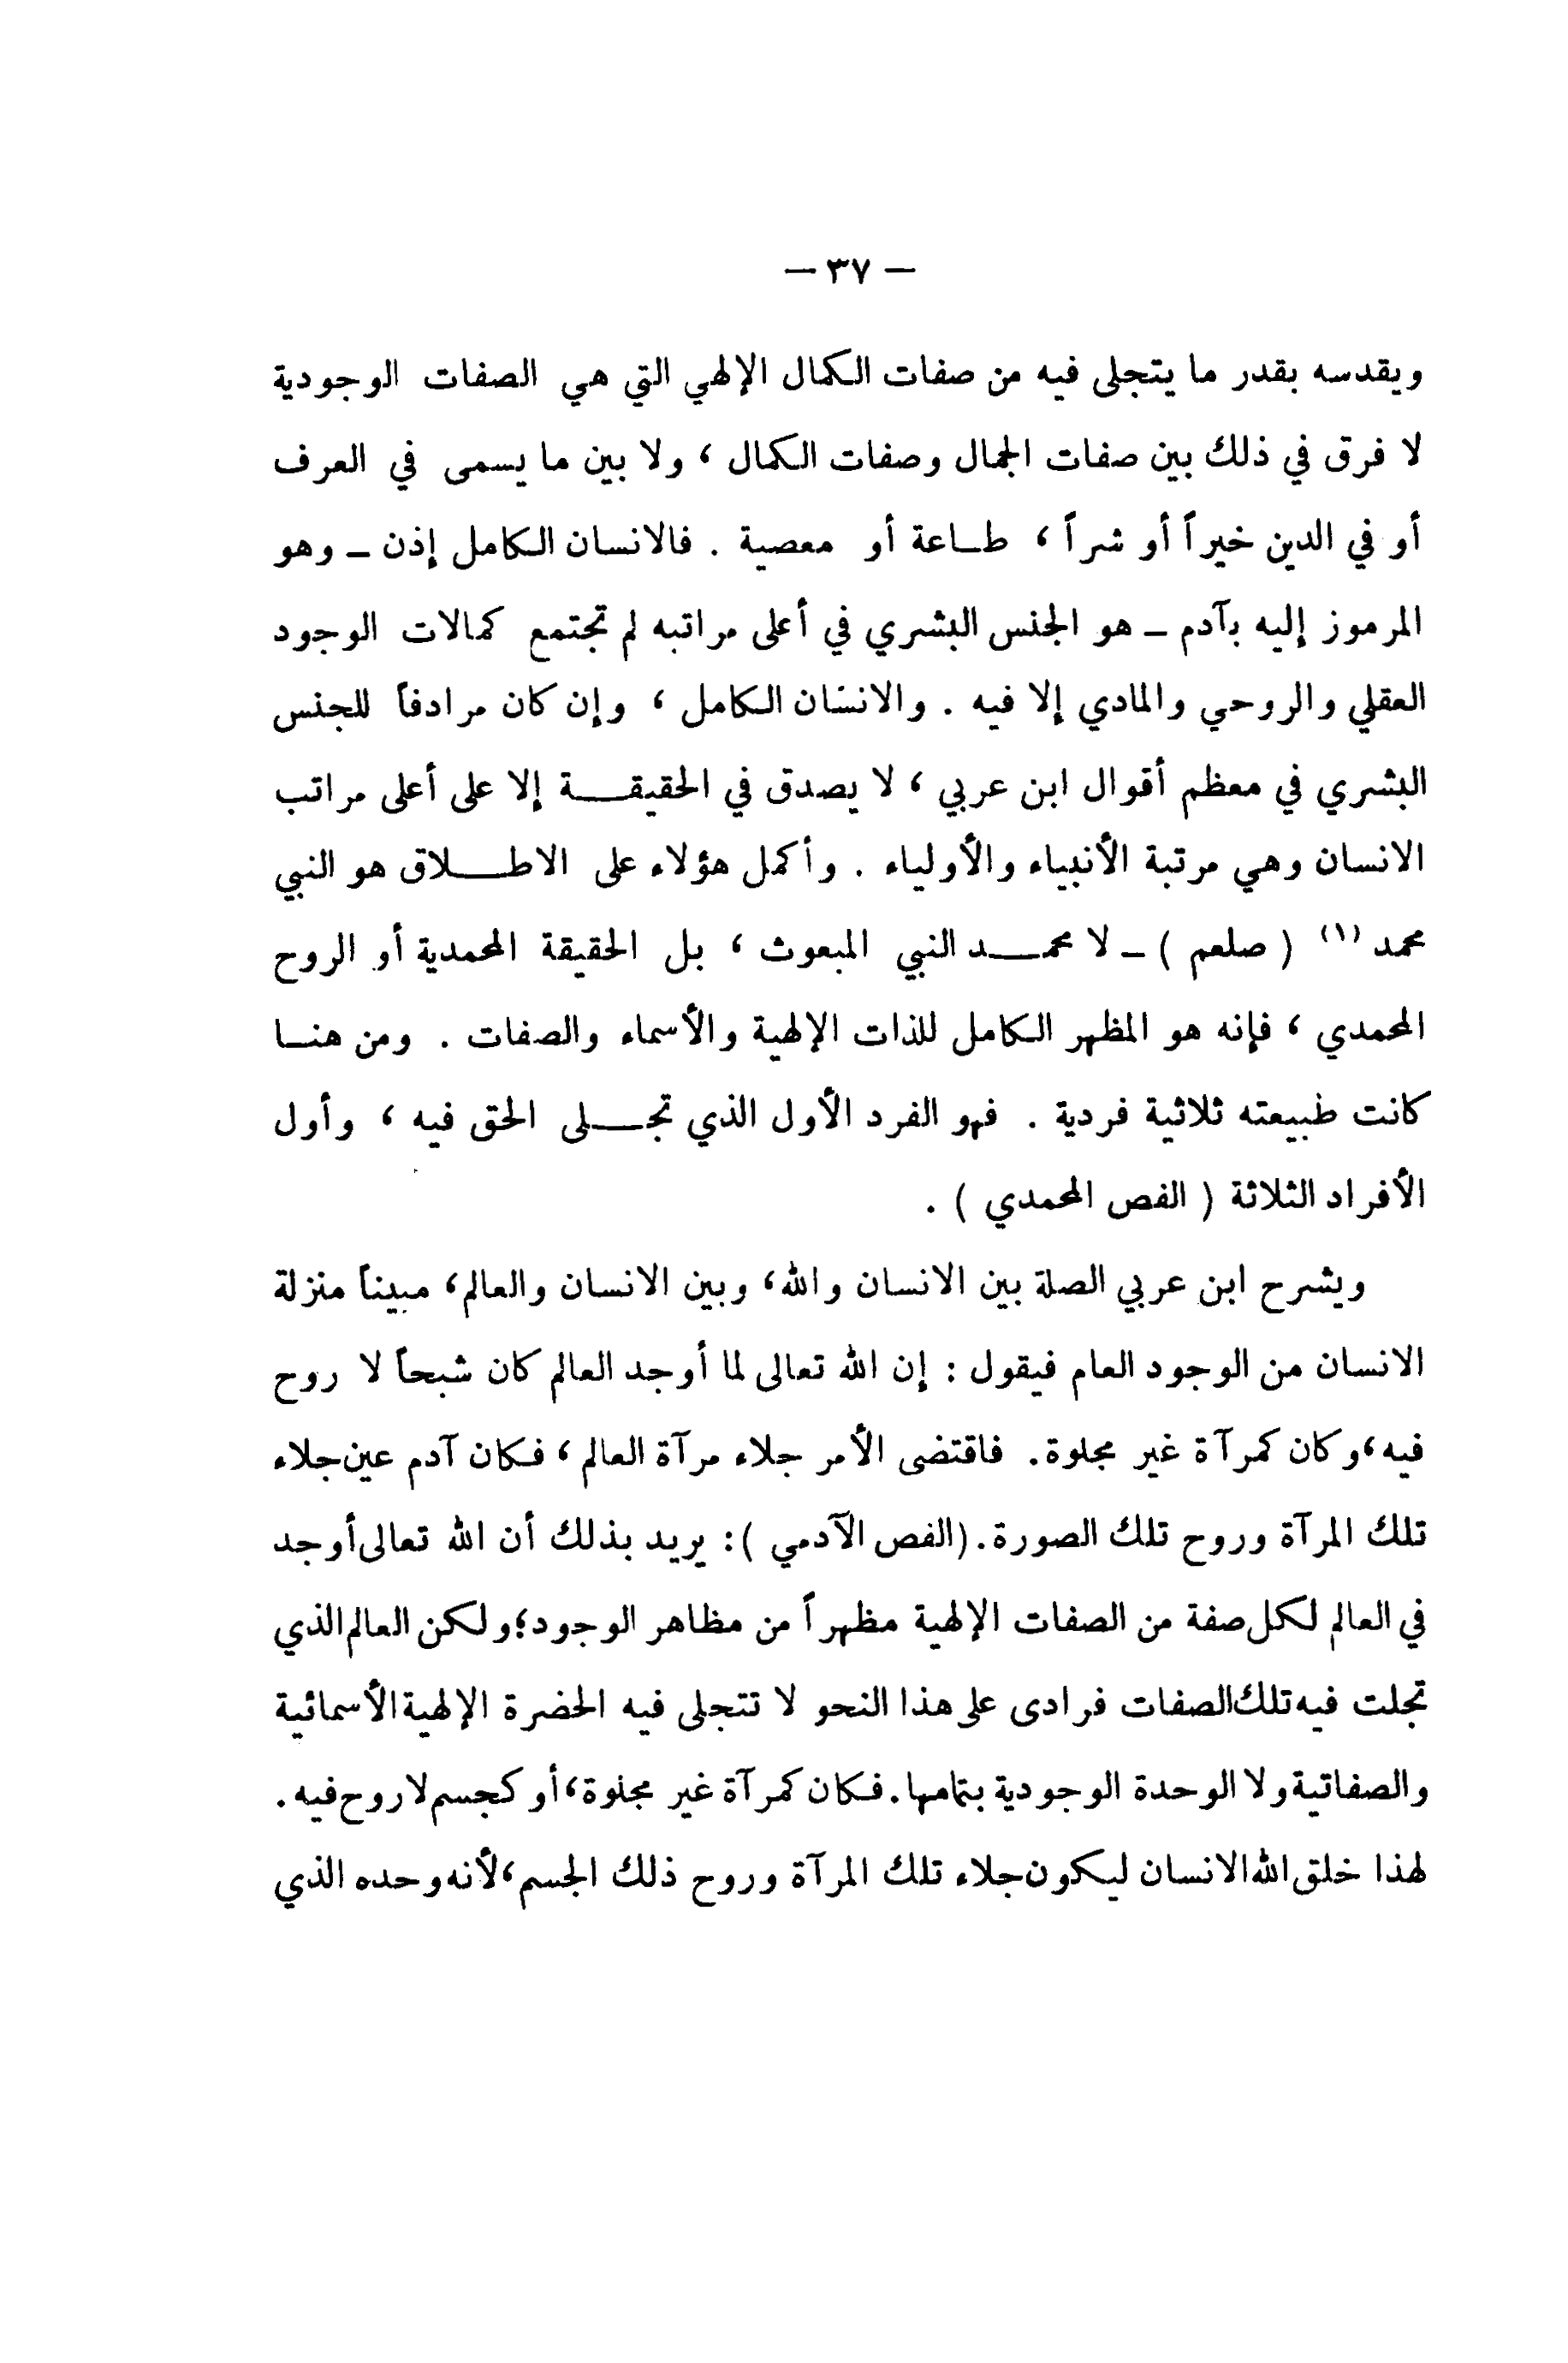 — ٣٧ —
ويقدسه بقدر ما يتجلى فيه من صفات الكمال الإلهي التي هي الصفات الوجودية
لا فرق في ذلك بين صفات الجمال وصفات الكمال ، ولا بين ما يسمى في العرف
أو في الدين خيراً أو شراً ، طاعة أو معصية . فالانسان الكامل إذن – وهو
المرموز إليه بآدم – هو الجنس البشري في أعلى مراتبه لم تجتمع كمالات الوجود
العقلي والروحي والمادي إلا فيه . والانسان الكامل ، وإن كان مرادفاً للجنس
البشري في معظم أقوال ابن عربي ، لا يصدق في الحقيقة إلا على أعلى مراتب
الانسان وهي مرتبة الأنبياء والأولياء . وأكمل هؤلاء على الاطلاق هو النبي
محمد (١) ( صلعم ) – لا محمد النبي المبعوث ، بل الحقيقة المحمدية أو الروح
المحمدي ، فإنه هو المظهر الكامل للذات الإلهية والأسماء والصفات . ومن هنا
كانت طبيعته ثلاثية فردية . فهو الفرد الأول الذي تجلى الحق فيه ، وأول
الأفراد الثلاثة ( الفص المحمدي ) .
ويشرح ابن عربي الصلة بين الانسان والله، وبين الانسان والعالم، مبيناً منزلة
الانسان من الوجود العام فيقول : إن الله تعالى لما أوجد العالم كان شبحاً لا روح
فيه، وكان كمرآة غير مجلوة. فاقتضى الأمر جلاء مرآة العالم ، فكان آدم عين جلاء
تلك المرآة وروح تلك الصورة. (الفص الآدمي ): يريد بذلك أن الله تعالى أوجد
في العالم لكل صفة من الصفات الإلهية مظهراً من مظاهر الوجود؛ ولكن العالم الذي
تجلت فيه تلك الصفات فرادى على هذا النحو لا تتجلى فيه الحضرة الإلهية الأسمائية
والصفاتية ولا الوحدة الوجودية بتمامها. فكان كمرآة غير مجلوة، أو كجسم لا روح فيه.
لهذا خلق الله الانسان ليكون جلاء تلك المرآة وروح ذلك الجسم، لأنه وحده الذي